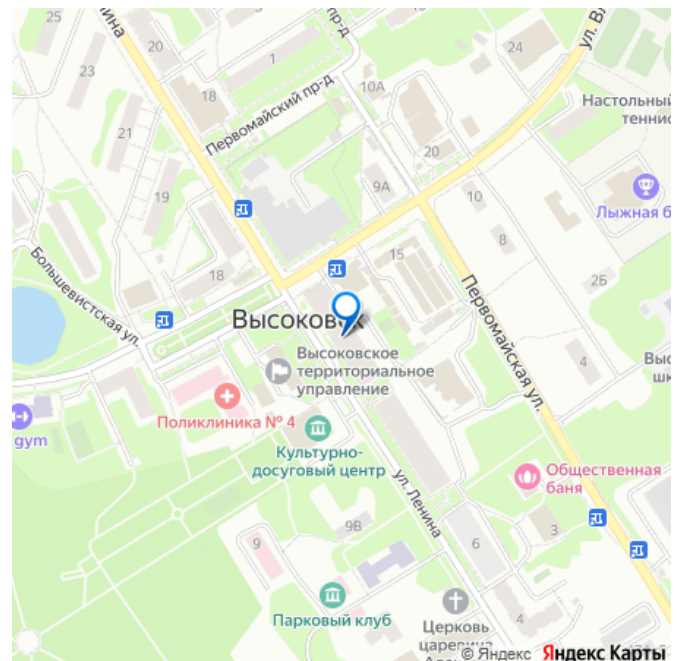 25
23
20
1
ина
18
Первомайский пр-д
10А
24
ул. Вл
Настольный
теннис
21
20
9А
10
8
Лыжная б
19
15
2Б
18
Большевистская ул.
Первомайская ул.
Высоковск
Высоковское
территориальное
управление
4
Выс
шк
gym
Поликлиника № 4
Культурно-
досуговый центр
ул. Ленина
Общественная
баня
9В
9
6
3
Парковый клуб
4
Церковь
царевича
© Яндекс Яндекс Карты